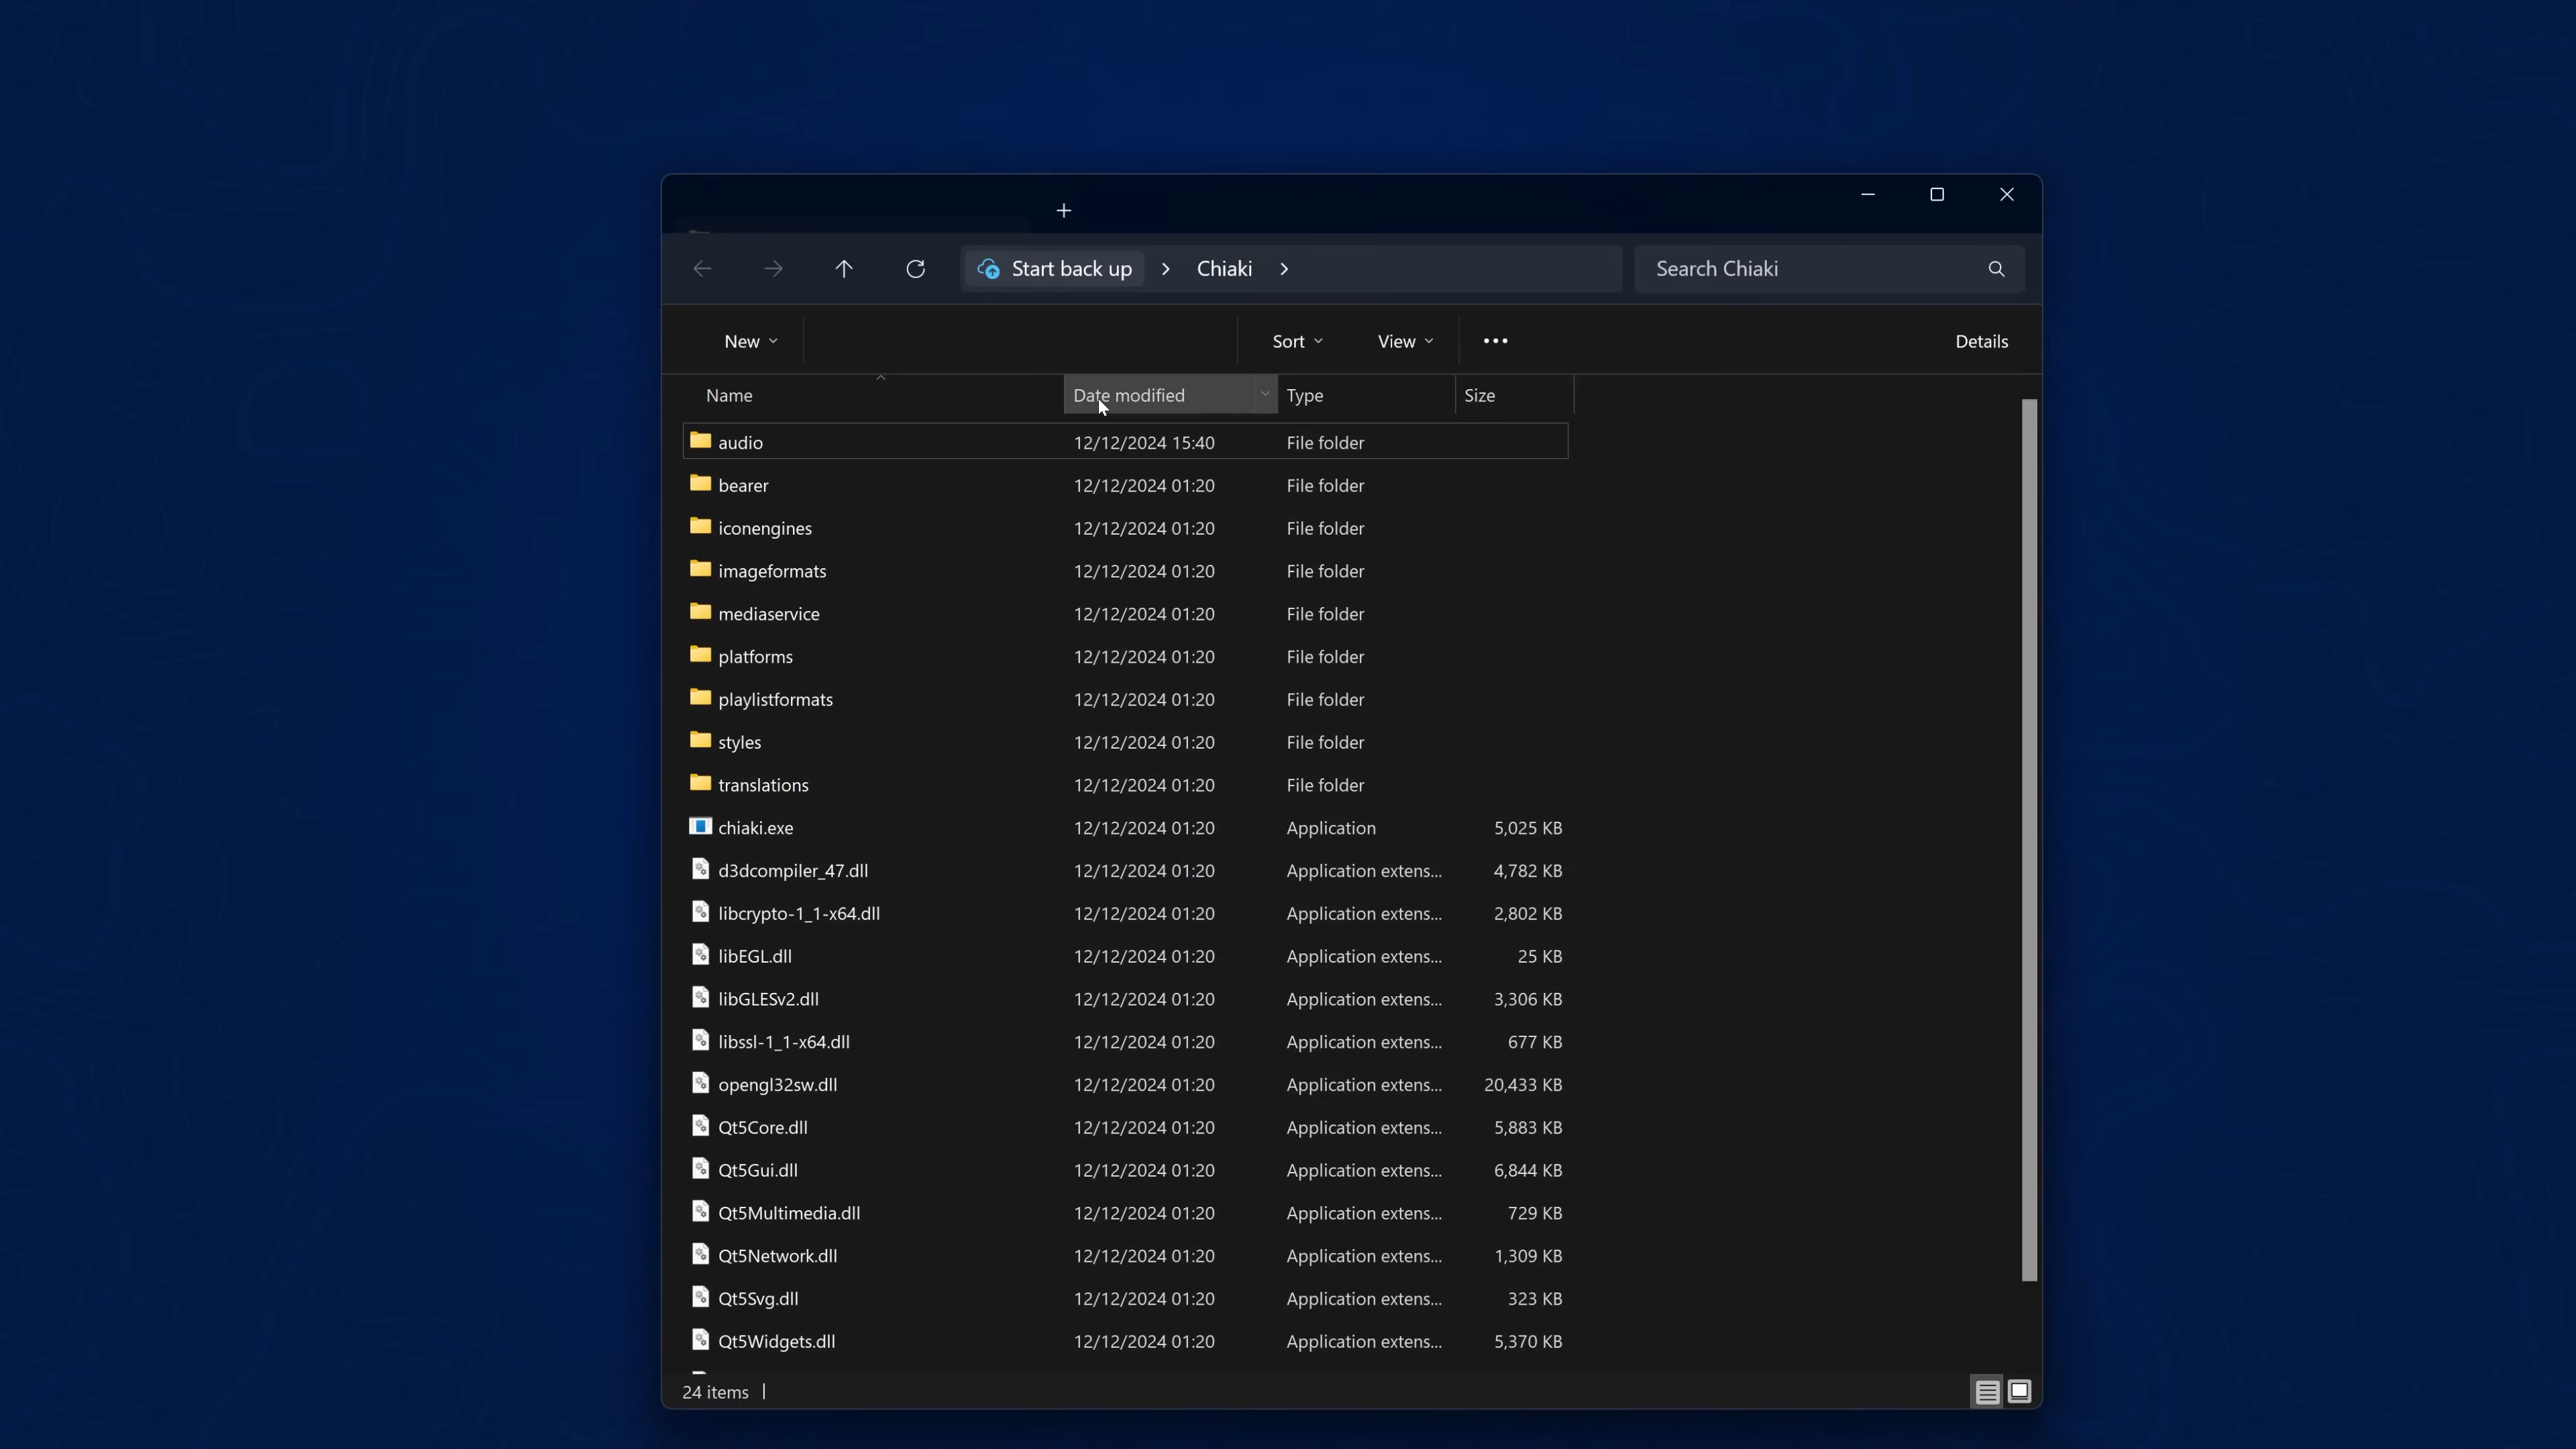 Start back up Chiaki Search Chiaki
New Sort View Details
Name Date modified Type Size
audio 12/12/2024 15:40 File folder
bearer 12/12/2024 01:20 File folder
iconengines 12/12/2024 01:20 File folder
imageformats 12/12/2024 01:20 File folder
mediaservice 12/12/2024 01:20 File folder
platforms 12/12/2024 01:20 File folder
playlistformats 12/12/2024 01:20 File folder
styles 12/12/2024 01:20 File folder
translations 12/12/2024 01:20 File folder
chiaki.exe 12/12/2024 01:20 Application 5,025 KB
d3dcompiler_47.dll 12/12/2024 01:20 Application extens... 4,782 KB
libcrypto-1_1-x64.dll 12/12/2024 01:20 Application extens... 2,802 KB
libEGL.dll 12/12/2024 01:20 Application extens... 25 KB
libGLESv2.dll 12/12/2024 01:20 Application extens... 3,306 KB
libssl-1_1-x64.dll 12/12/2024 01:20 Application extens... 677 KB
opengl32sw.dll 12/12/2024 01:20 Application extens... 20,433 KB
Qt5Core.dll 12/12/2024 01:20 Application extens... 5,883 KB
Qt5Gui.dll 12/12/2024 01:20 Application extens... 6,844 KB
Qt5Multimedia.dll 12/12/2024 01:20 Application extens... 729 KB
Qt5Network.dll 12/12/2024 01:20 Application extens... 1,309 KB
Qt5Svg.dll 12/12/2024 01:20 Application extens... 323 KB
Qt5Widgets.dll 12/12/2024 01:20 Application extens... 5,370 KB
24 items